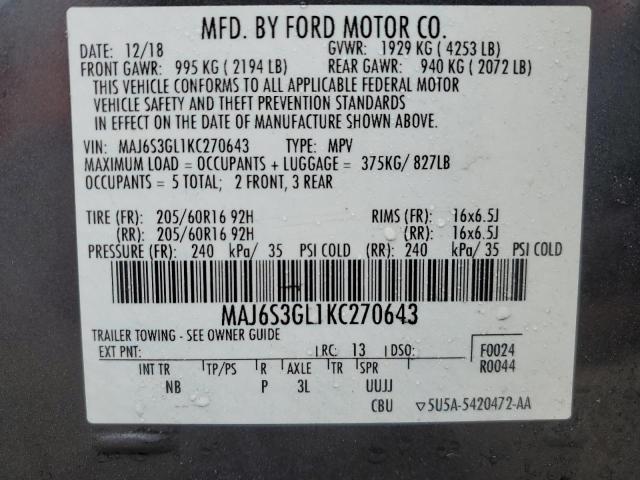 MFD. BY FORD MOTOR CO.
DATE: 12/18 GVWR: 1929 KG ( 4253 LB)
FRONT GAWR: 995 KG ( 2194 LB) REAR GAWR: 940 KG ( 2072 LB)
THIS VEHICLE CONFORMS TO ALL APPLICABLE FEDERAL MOTOR
VEHICLE SAFETY AND THEFT PREVENTION STANDARDS
IN EFFECT ON THE DATE OF MANUFACTURE SHOWN ABOVE.
VIN: MAJ6S3GL1KC270643 TYPE: MPV
MAXIMUM LOAD = OCCUPANTS + LUGGAGE = 375KG/ 827LB
OCCUPANTS = 5 TOTAL; 2 FRONT, 3 REAR
TIRE (FR): 205/60R16 92H RIMS (FR): 16x6.5J
(RR): 205/60R16 92H (RR): 16x6.5J
PRESSURE (FR): 240 kPa/ 35 PSI COLD (RR): 240 kPa/ 35 PSI COLD
MAJ6S3GL1KC270643
TRAILER TOWING - SEE OWNER GUIDE
EXT PNT: RC: 13 DSO: F0024
R0044
INT TR TP/PS R AXLE TR SPR
NB P 3L UUJJ
CBU ▽5U5A-5420472-AA